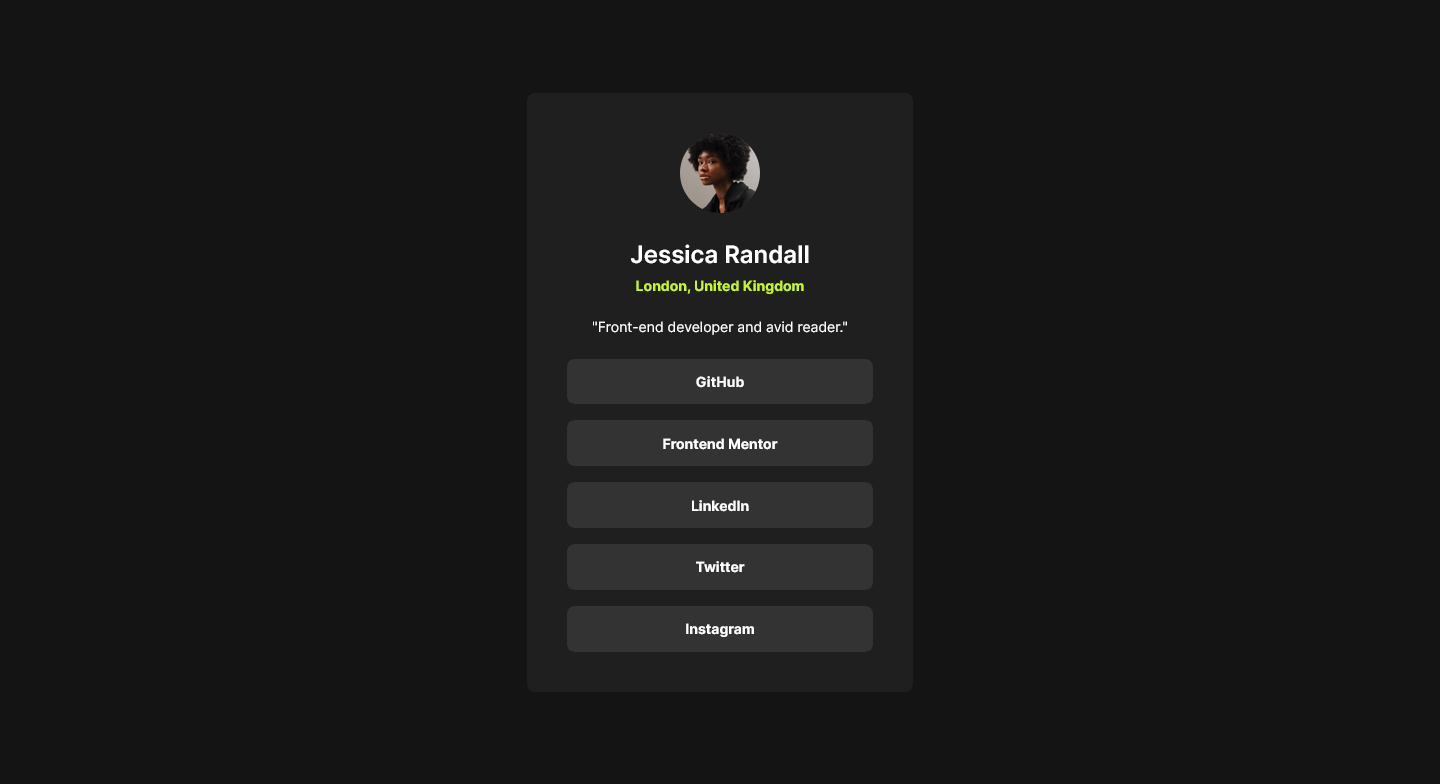 Jessica Randall
London, United Kingdom
"Front-end developer and avid reader."
GitHub
Frontend Mentor
LinkedIn
Twitter
Instagram